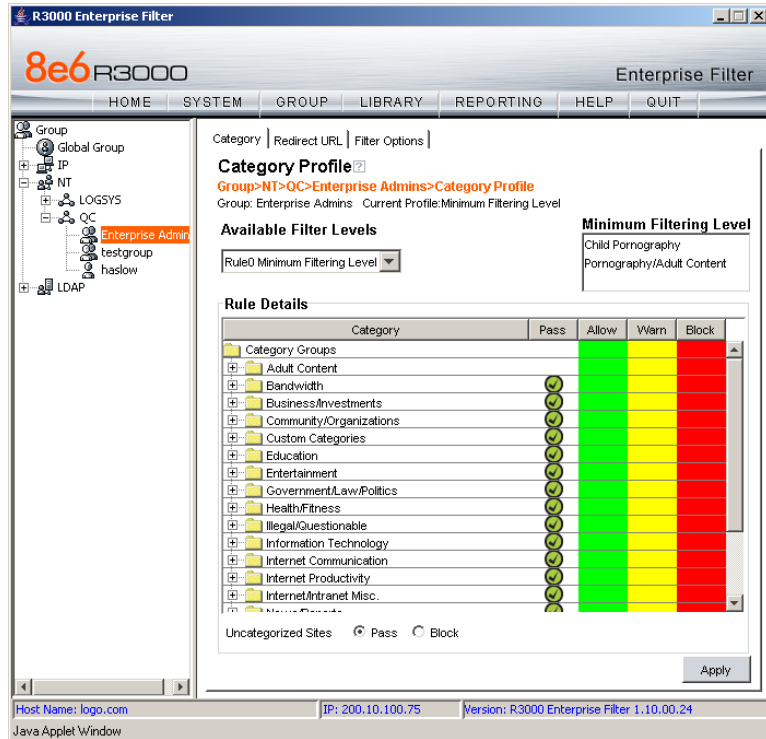 R3000 Enterprise Filter
8e6 R3000
Enterprise Filter
HOME SYSTEM GROUP LIBRARY REPORTING HELP QUIT
Group
Global Group
IP
NT
LOGSYS
QC
Enterprise Admin
testgroup
haslow
LDAP
Category Redirect URL Filter Options
Category Profile ?
Group>NT>QC>Enterprise Admins>Category Profile
Group: Enterprise Admins Current Profile:Minimum Filtering Level
Available Filter Levels
Rule0 Minimum Filtering Level
Minimum Filtering Level
Child Pornography
Pornography/Adult Content
Rule Details
Category Pass Allow Warn Block
Category Groups
Adult Content
Bandwidth
Business/Investments
Community/Organizations
Custom Categories
Education
Entertainment
Government/Law/Politics
Health/Fitness
Illegal/Questionable
Information Technology
Internet Communication
Internet Productivity
Internet/Intranet Misc.
Uncategorized Sites Pass Block
Apply
Host Name: logo.com IP: 200.10.100.75 Version: R3000 Enterprise Filter 1.10.00.24
Java Applet Window